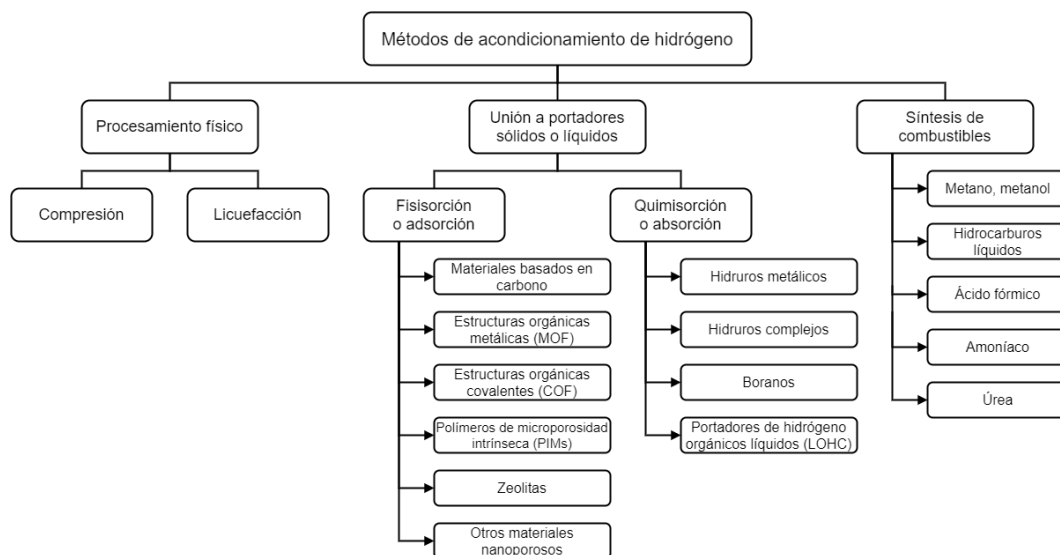 Métodos de acondicionamiento de hidrógeno
Procesamiento físico
Unión a portadores
sólidos o líquidos
Síntesis de
combustibles
Compresión
Licuefacción
Fisisorción
o adsorción
Quimisorción
o absorción
Materiales basados en
carbono
Estructuras orgánicas
metálicas (MOF)
Estructuras orgánicas
covalentes (COF)
Polímeros de microporosidad
intrínseca (PIMs)
Zeolitas
Otros materiales
nanoporosos
Hidruros metálicos
Hidruros complejos
Boranos
Portadores de hidrógeno
orgánicos líquidos (LOHC)
Metano, metanol
Hidrocarburos
líquidos
Ácido fórmico
Amoníaco
Úrea